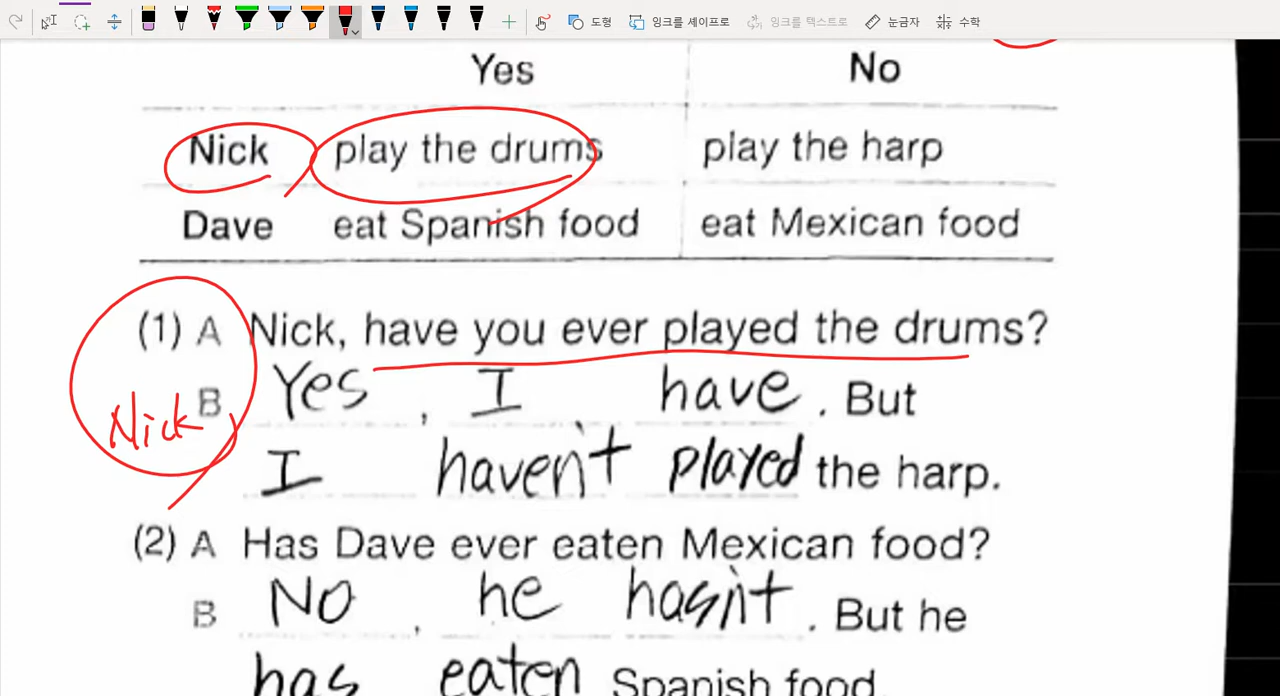 도형 잉크를 셰이프로 잉크를 텍스트로 눈금자 수학
Yes No
Nick play the drums play the harp
Dave eat Spanish food eat Mexican food
(1) A Nick, have you ever played the drums?
Nick B Yes, I have. But
I haven't played the harp.
(2) A Has Dave ever eaten Mexican food?
B NO, he hasn't. But he
has eaten Spanish food.